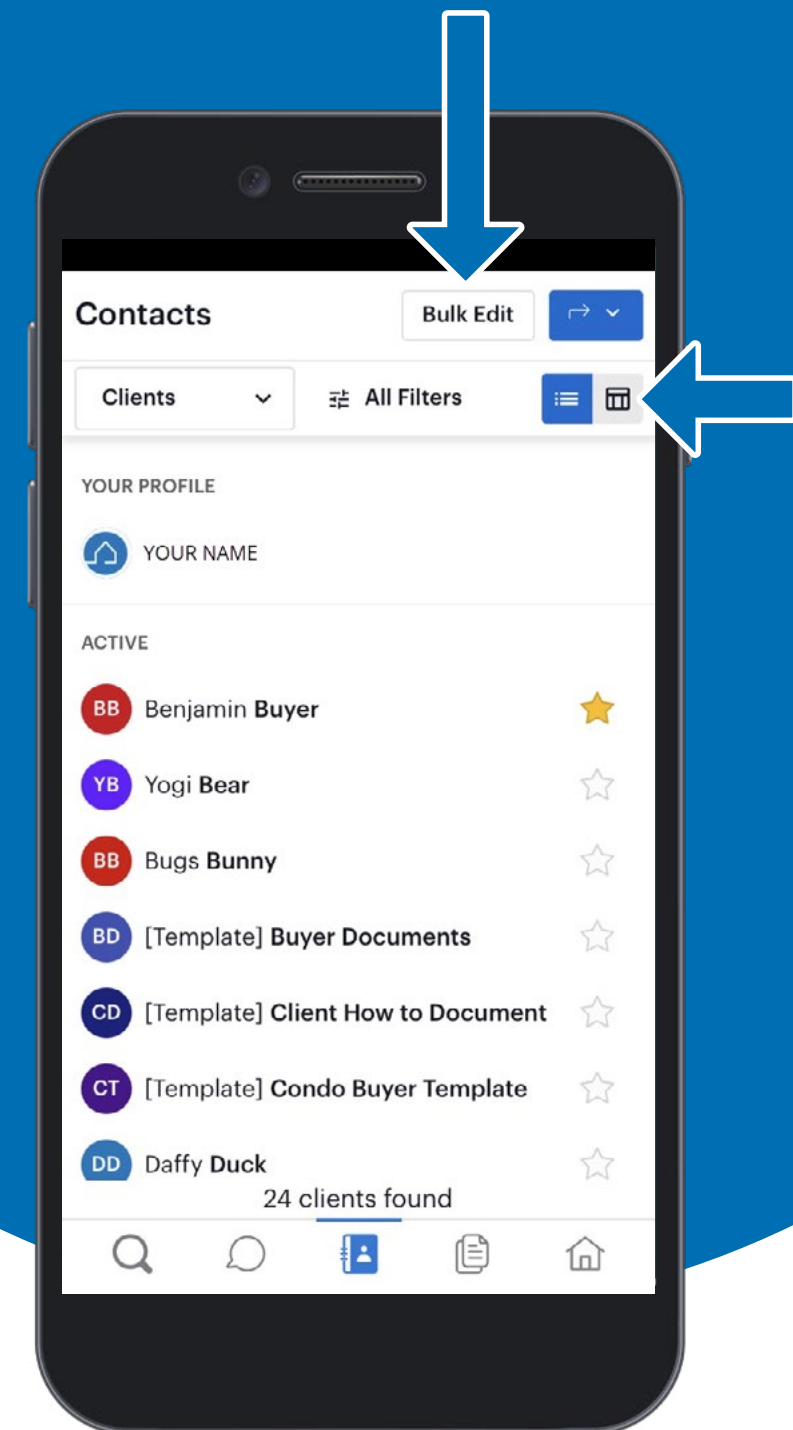 Contacts
Bulk Edit
Clients
All Filters
YOUR PROFILE
YOUR NAME
ACTIVE
BB Benjamin Buyer
YB Yogi Bear
BB Bugs Bunny
BD [Template] Buyer Documents
CD [Template] Client How to Document
CT [Template] Condo Buyer Template
DD Daffy Duck
24 clients found